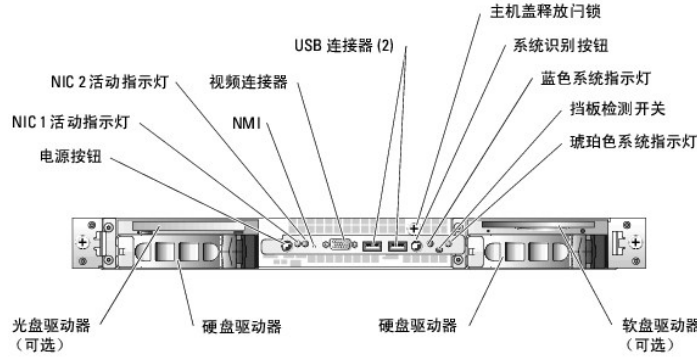 主机盖释放闩锁
USB 连接器 (2)
系统识别按钮
NIC 2 活动指示灯
视频连接器
蓝色系统指示灯
NIC 1 活动指示灯
NMI
挡板检测开关
电源按钮
琥珀色系统指示灯
光盘驱动器
（可选）
硬盘驱动器
硬盘驱动器
软盘驱动器
（可选）